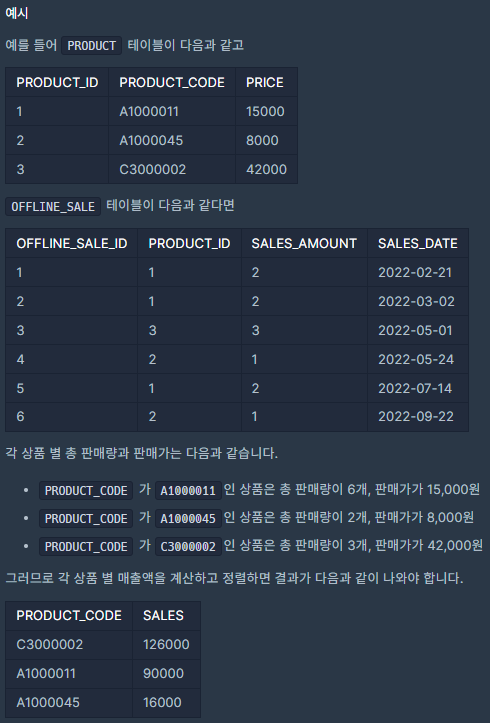 예시
예를 들어 PRODUCT 테이블이 다음과 같고
PRODUCT_ID PRODUCT_CODE PRICE
1 A1000011 15000
2 A1000045 8000
3 C3000002 42000
OFFLINE_SALE 테이블이 다음과 같다면
OFFLINE_SALE_ID PRODUCT_ID SALES_AMOUNT SALES_DATE
1 1 2 2022-02-21
2 1 2 2022-03-02
3 3 3 2022-05-01
4 2 1 2022-05-24
5 1 2 2022-07-14
6 2 1 2022-09-22
각 상품 별 총 판매량과 판매가는 다음과 같습니다.
• PRODUCT_CODE 가 A1000011 인 상품은 총 판매량이 6개, 판매가가 15,000원
• PRODUCT_CODE 가 A1000045 인 상품은 총 판매량이 2개, 판매가가 8,000원
• PRODUCT_CODE 가 C3000002 인 상품은 총 판매량이 3개, 판매가가 42,000원
그러므로 각 상품 별 매출액을 계산하고 정렬하면 결과가 다음과 같이 나와야 합니다.
PRODUCT_CODE SALES
C3000002 126000
A1000011 90000
A1000045 16000